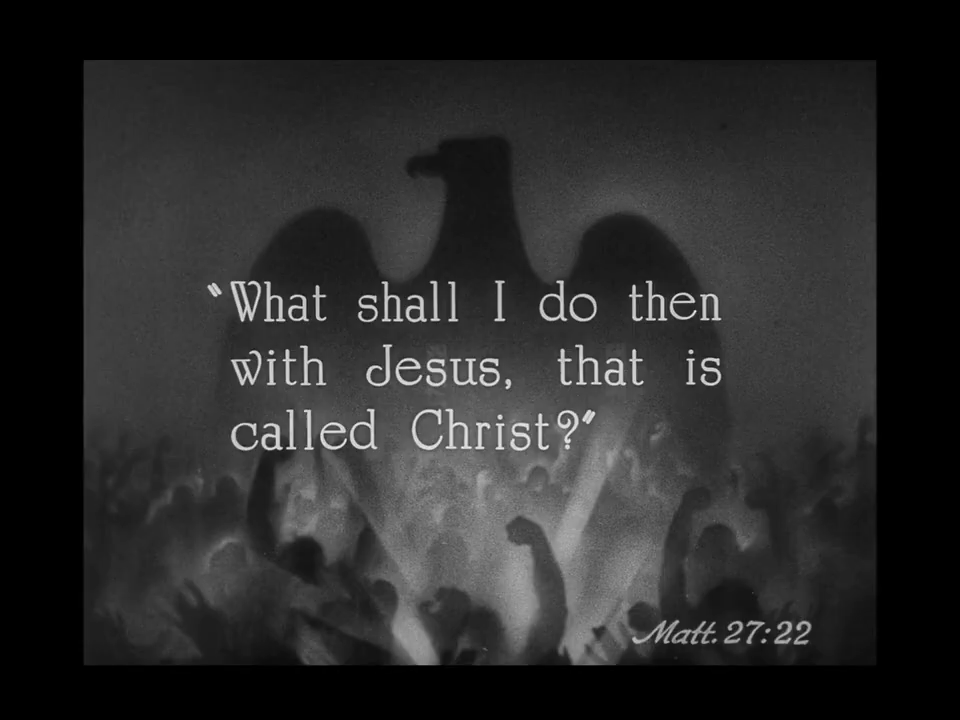 “What shall I do then
with Jesus, that is
called Christ?”
Matt. 27:22